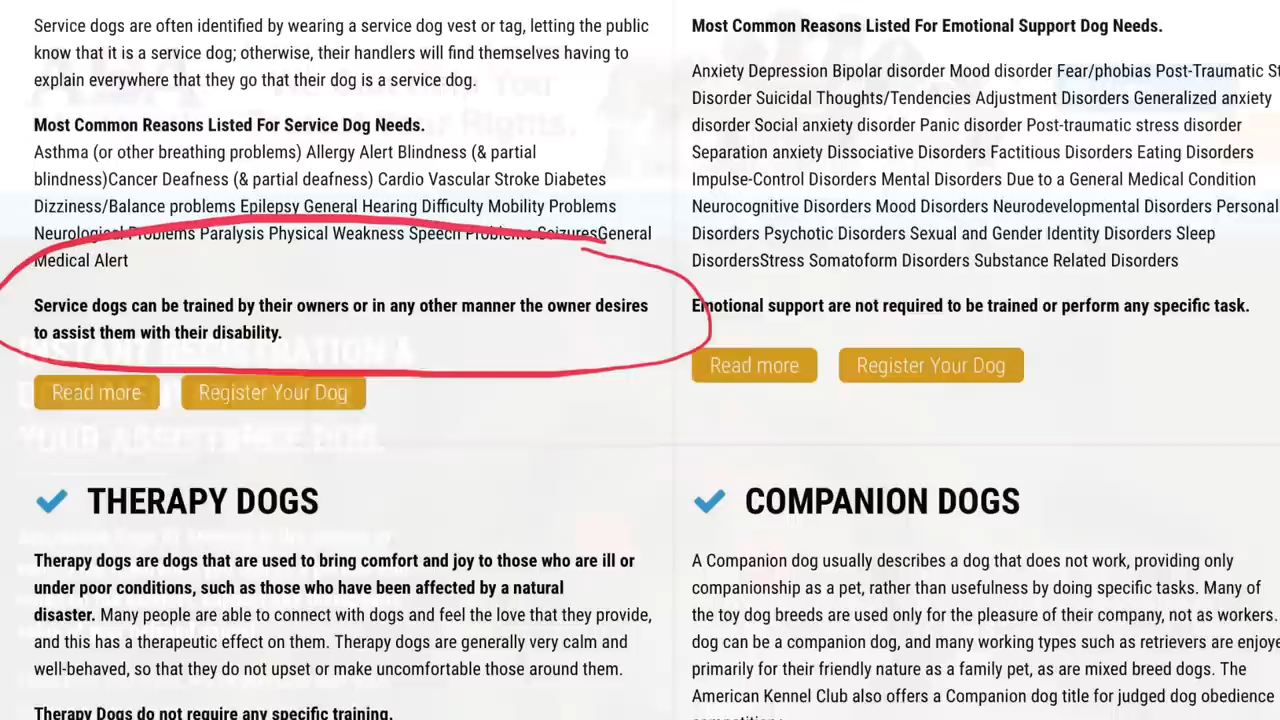 Service dogs are often identified by wearing a service dog vest or tag, letting the public
know that it is a service dog; otherwise, their handlers will find themselves having to
explain everywhere that they go that their dog is a service dog.
Most Common Reasons Listed For Service Dog Needs.
Asthma (or other breathing problems) Allergy Alert Blindness (& partial
blindness)Cancer Deafness (& partial deafness) Cardio Vascular Stroke Diabetes
Dizziness/Balance problems Epilepsy General Hearing Difficulty Mobility Problems
Neurological Problems Paralysis Physical Weakness Speech Problems SeizuresGeneral
Medical Alert
Service dogs can be trained by their owners or in any other manner the owner desires
to assist them with their disability.
Read more
Register Your Dog
Most Common Reasons Listed For Emotional Support Dog Needs.
Anxiety Depression Bipolar disorder Mood disorder Fear/phobias Post-Traumatic St
Disorder Suicidal Thoughts/Tendencies Adjustment Disorders Generalized anxiety
disorder Social anxiety disorder Panic disorder Post-traumatic stress disorder
Separation anxiety Dissociative Disorders Factitious Disorders Eating Disorders
Impulse-Control Disorders Mental Disorders Due to a General Medical Condition
Neurocognitive Disorders Mood Disorders Neurodevelopmental Disorders Personal
Disorders Psychotic Disorders Sexual and Gender Identity Disorders Sleep
DisordersStress Somatoform Disorders Substance Related Disorders
Emotional support are not required to be trained or perform any specific task.
Read more
Register Your Dog
THERAPY DOGS
Therapy dogs are dogs that are used to bring comfort and joy to those who are ill or
under poor conditions, such as those who have been affected by a natural
disaster. Many people are able to connect with dogs and feel the love that they provide,
and this has a therapeutic effect on them. Therapy dogs are generally very calm and
well-behaved, so that they do not upset or make uncomfortable those around them.
Therapy Dogs do not require any specific training.
COMPANION DOGS
A Companion dog usually describes a dog that does not work, providing only
companionship as a pet, rather than usefulness by doing specific tasks. Many of
the toy dog breeds are used only for the pleasure of their company, not as workers.
dog can be a companion dog, and many working types such as retrievers are enjoye
primarily for their friendly nature as a family pet, as are mixed breed dogs. The
American Kennel Club also offers a Companion dog title for judged dog obedience
INSTANT REGISTRATION &
YOUR ASSISTANCE DOG.